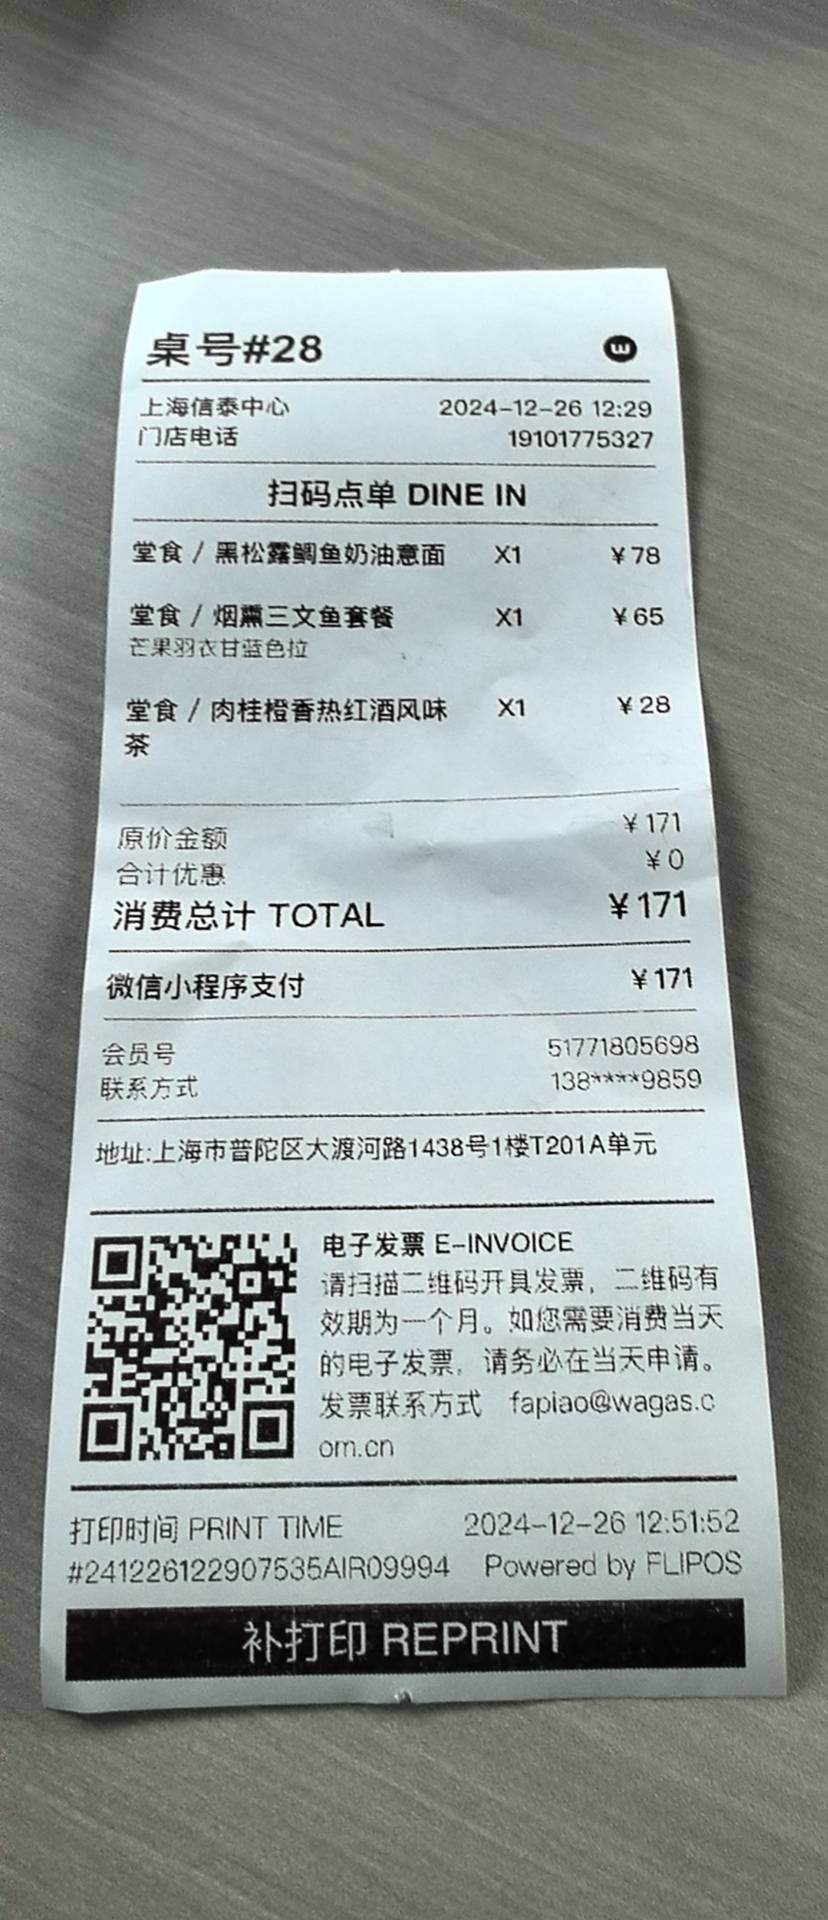 桌号#28
上海信泰中心 2024-12-26 12:29
门店电话 19101775327
扫码点单 DINE IN
堂食 / 黑松露鲷鱼奶油意面 X1 ¥78
堂食 / 烟熏三文鱼套餐 X1 ¥65
芒果羽衣甘蓝色拉
堂食 / 肉桂橙香热红酒风味 X1 ¥28
茶
原价金额 ¥171
合计优惠 ¥0
消费总计 TOTAL ¥171
微信小程序支付 ¥171
会员号 51771805698
联系方式 138****9859
地址:上海市普陀区大渡河路1438号1楼T201A单元
电子发票 E-INVOICE
请扫描二维码开具发票，二维码有
效期为一个月。如您需要消费当天
的电子发票，请务必在当天申请。
发票联系方式 fapiao@wagas.c
om.cn
打印时间 PRINT TIME 2024-12-26 12:51:52
#241226122907535AIR09994 Powered by FLIPOS
补打印 REPRINT